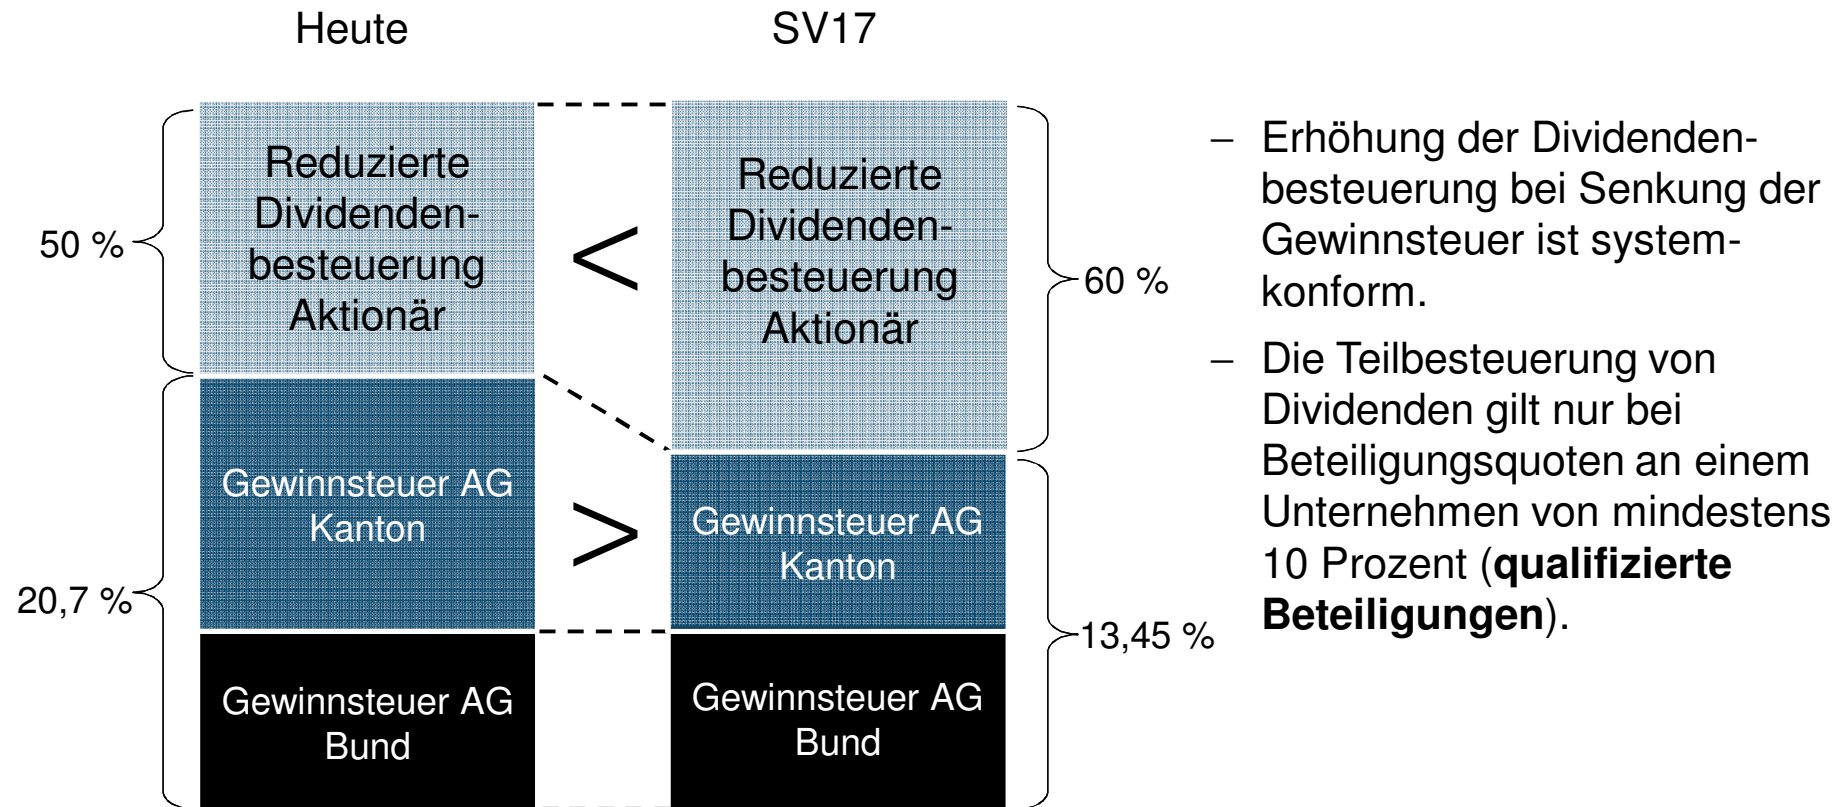 Heute
SV17
50 %
Reduzierte
Dividenden-
besteuerung
Aktionär
<
Reduzierte
Dividenden-
besteuerung
Aktionär
60 %
20,7 %
Gewinnsteuer AG
Kanton
>
Gewinnsteuer AG
Kanton
13,45 %
Gewinnsteuer AG
Bund
Gewinnsteuer AG
Bund
– Erhöhung der Dividenden-
besteuerung bei Senkung der
Gewinnsteuer ist system-
konform.
– Die Teilbesteuerung von
Dividenden gilt nur bei
Beteiligungsquoten an einem
Unternehmen von mindestens
10 Prozent (qualifizierte
Beteiligungen).